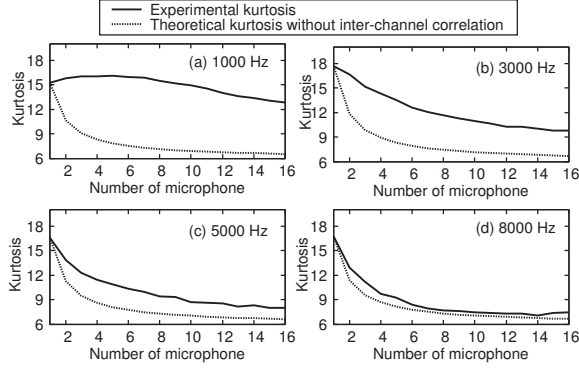 Experimental kurtosis
Theoretical kurtosis without inter-channel correlation
18
15
12
9
6
Kurtosis
(a) 1000 Hz
2 4 6 8 10 12 14 16
Number of microphone
18
15
12
9
6
Kurtosis
(b) 3000 Hz
2 4 6 8 10 12 14 16
Number of microphone
18
15
12
9
6
Kurtosis
(c) 5000 Hz
2 4 6 8 10 12 14 16
Number of microphone
18
15
12
9
6
Kurtosis
(d) 8000 Hz
2 4 6 8 10 12 14 16
Number of microphone